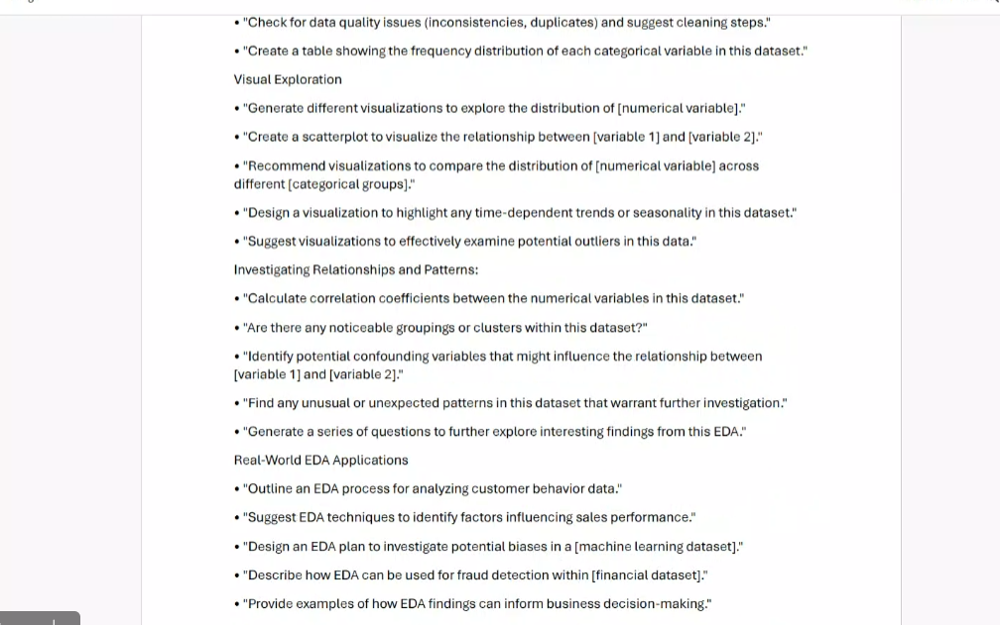 • "Check for data quality issues (inconsistencies, duplicates) and suggest cleaning steps."
• "Create a table showing the frequency distribution of each categorical variable in this dataset."
Visual Exploration
• "Generate different visualizations to explore the distribution of [numerical variable]."
• "Create a scatterplot to visualize the relationship between [variable 1] and [variable 2]."
• "Recommend visualizations to compare the distribution of [numerical variable] across
different [categorical groups]."
• "Design a visualization to highlight any time-dependent trends or seasonality in this dataset."
• "Suggest visualizations to effectively examine potential outliers in this data."
Investigating Relationships and Patterns:
• "Calculate correlation coefficients between the numerical variables in this dataset."
• "Are there any noticeable groupings or clusters within this dataset?"
• "Identify potential confounding variables that might influence the relationship between
[variable 1] and [variable 2]."
• "Find any unusual or unexpected patterns in this dataset that warrant further investigation."
• "Generate a series of questions to further explore interesting findings from this EDA."
Real-World EDA Applications
• "Outline an EDA process for analyzing customer behavior data."
• "Suggest EDA techniques to identify factors influencing sales performance."
• "Design an EDA plan to investigate potential biases in a [machine learning dataset]."
• "Describe how EDA can be used for fraud detection within [financial dataset]."
• "Provide examples of how EDA findings can inform business decision-making."